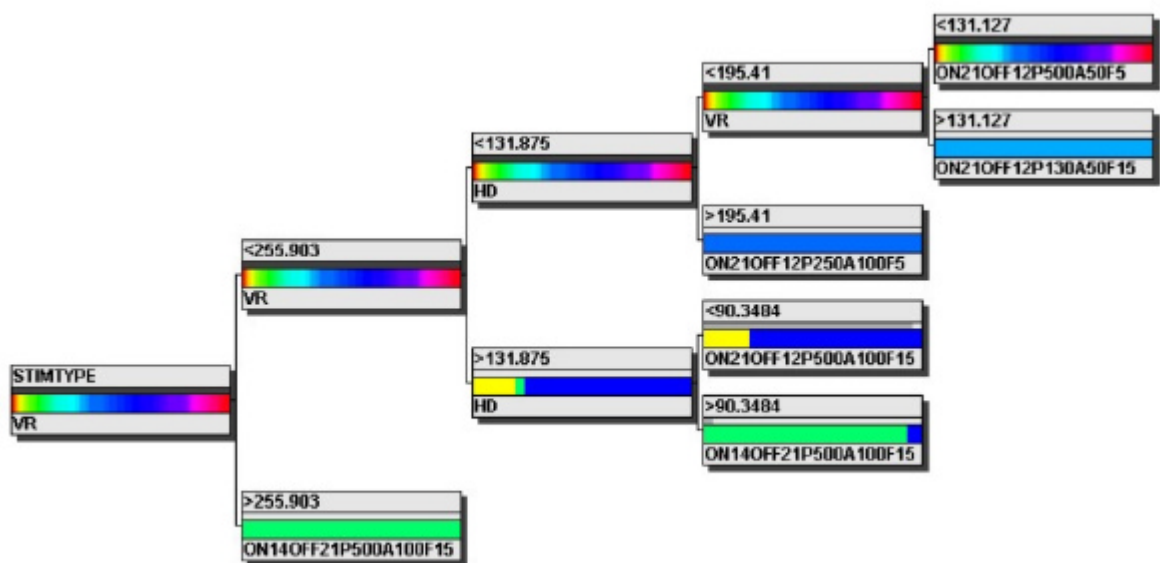 <131.127
ON21OFF12P500A50F5
<195.41
VR
>131.127
ON21OFF12P130A50F15
<131.875
HD
>195.41
ON21OFF12P250A100F5
<255.903
VR
<90.3484
ON21OFF12P500A100F15
>131.875
HD
STIMTYPE
VR
>90.3484
ON14OFF21P500A100F15
>255.903
ON14OFF21P500A100F15